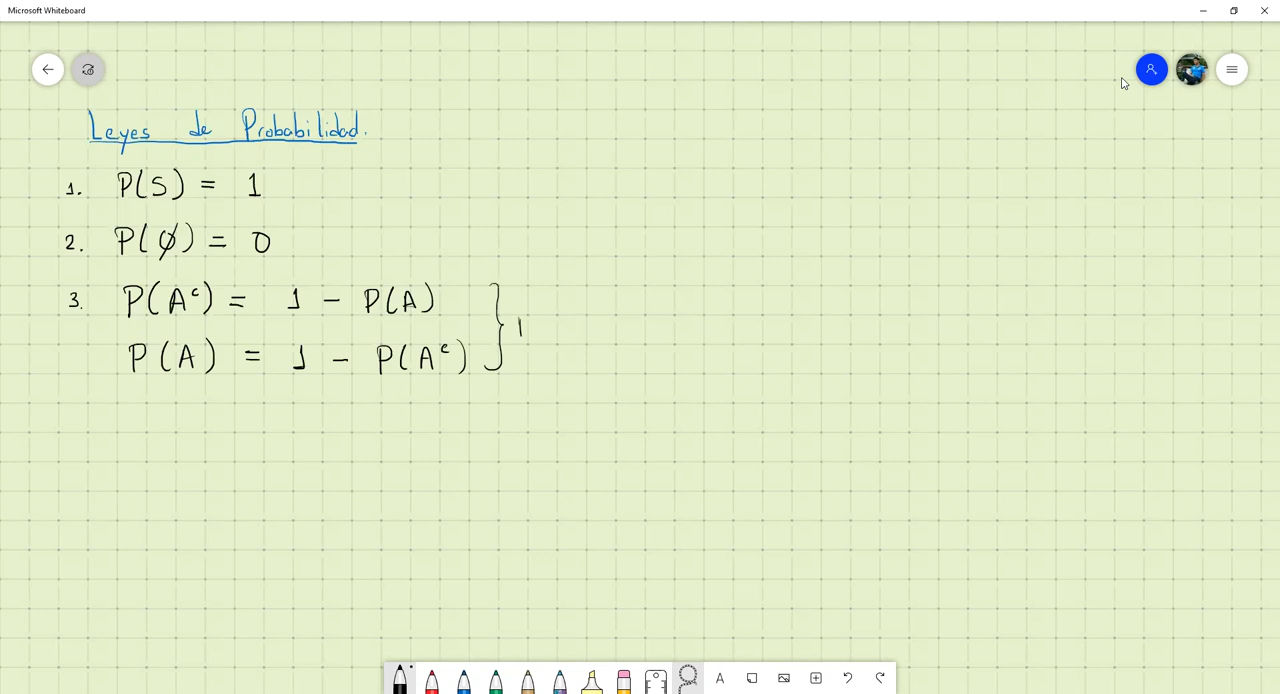 Microsoft Whiteboard
Leyes de Probabilidad.
1. P(S) = 1
2. P(∅) = 0
3. P(Aᶜ) = 1 - P(A)
P(A) = 1 - P(Aᶜ)